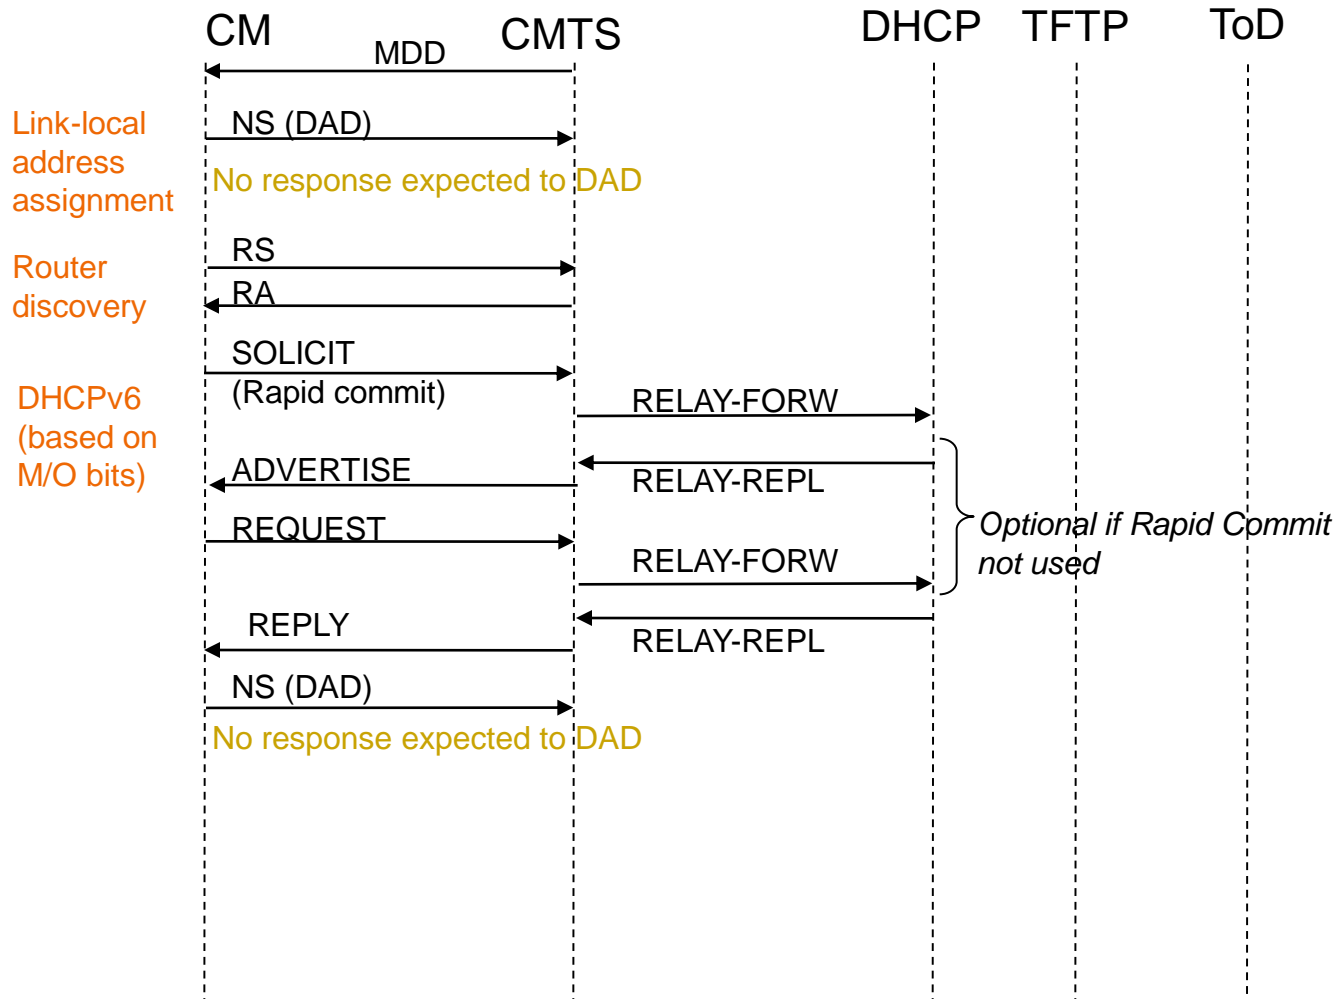 CM CMTS DHCP TFTP ToD
MDD
Link-local
address
assignment
NS (DAD)
No response expected to DAD
Router
discovery
RS
RA
SOLICIT
(Rapid commit)
DHCPv6
(based on
M/O bits)
RELAY-FORW
ADVERTISE
RELAY-REPL
REQUEST
Optional if Rapid Commit
not used
RELAY-FORW
REPLY
RELAY-REPL
NS (DAD)
No response expected to DAD